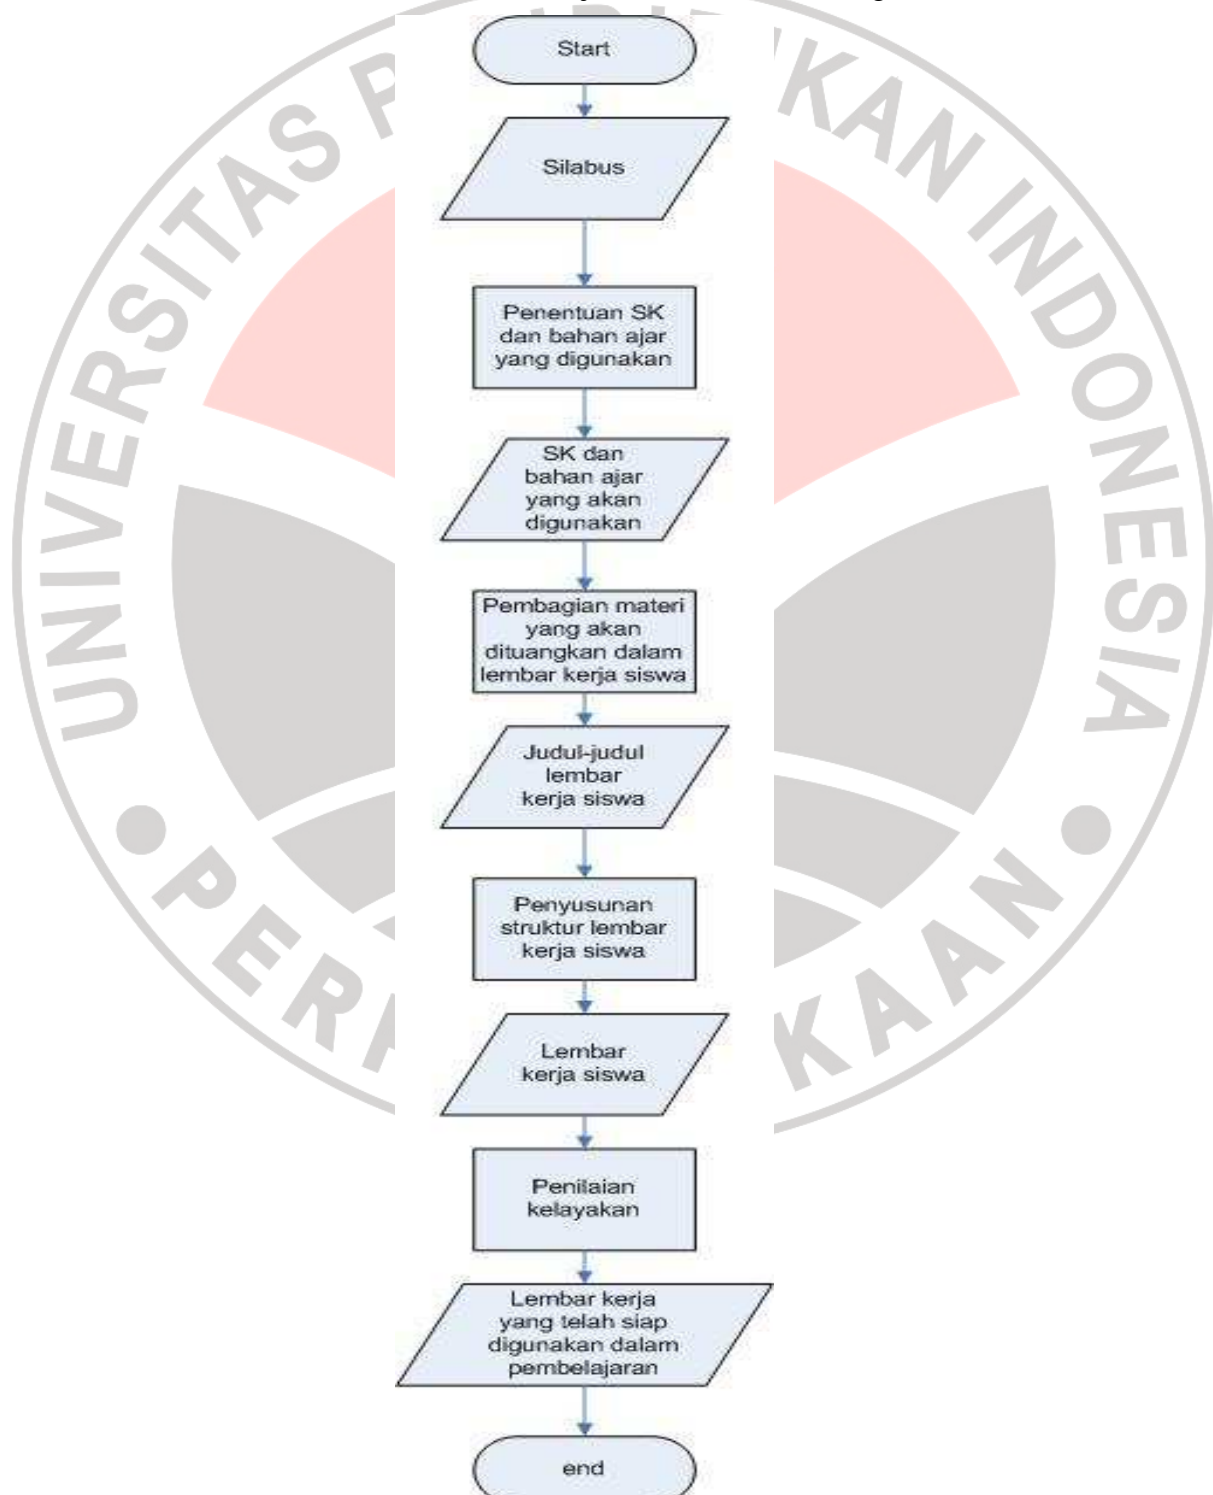 Start
Silabus
Penentuan SK
dan bahan ajar
yang digunakan
SK dan
bahan ajar
yang akan
digunakan
Pembagian materi
yang akan
dituangkan dalam
lembar kerja siswa
Judul-judul
lembar
kerja siswa
Penyusunan
struktur lembar
kerja siswa
Lembar
kerja siswa
Penilaian
kelayakan
Lembar kerja
yang telah siap
digunakan dalam
pembelajaran
end
UNIVERSITAS
INDONESIA